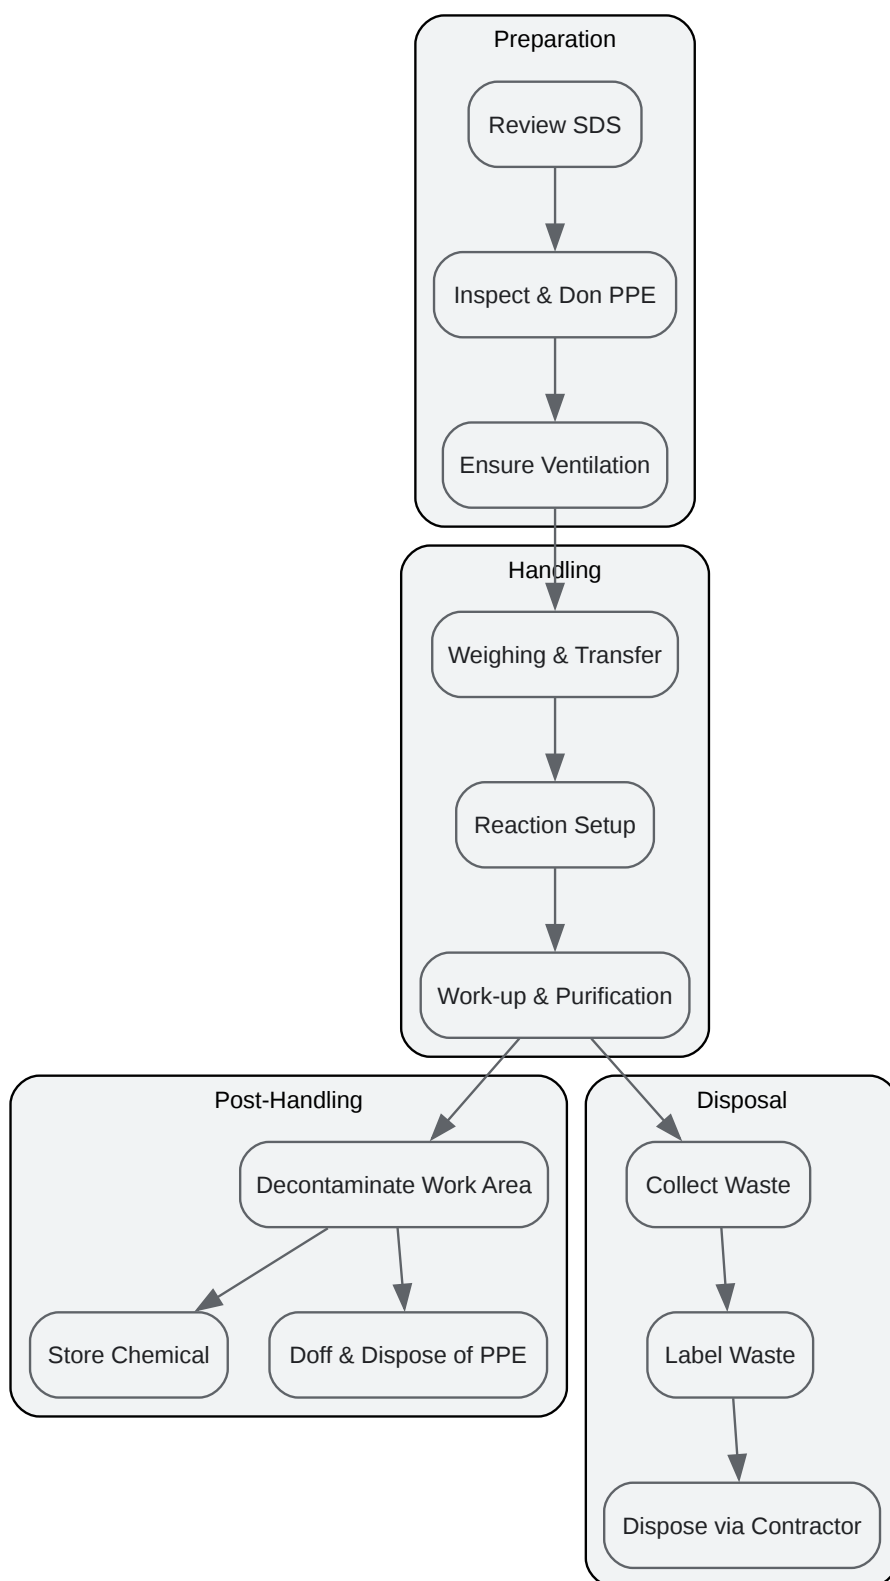 Preparation
Review SDS
Inspect & Don PPE
Ensure Ventilation
Handling
Weighing & Transfer
Reaction Setup
Work-up & Purification
Post-Handling
Decontaminate Work Area
Store Chemical
Doff & Dispose of PPE
Disposal
Collect Waste
Label Waste
Dispose via Contractor